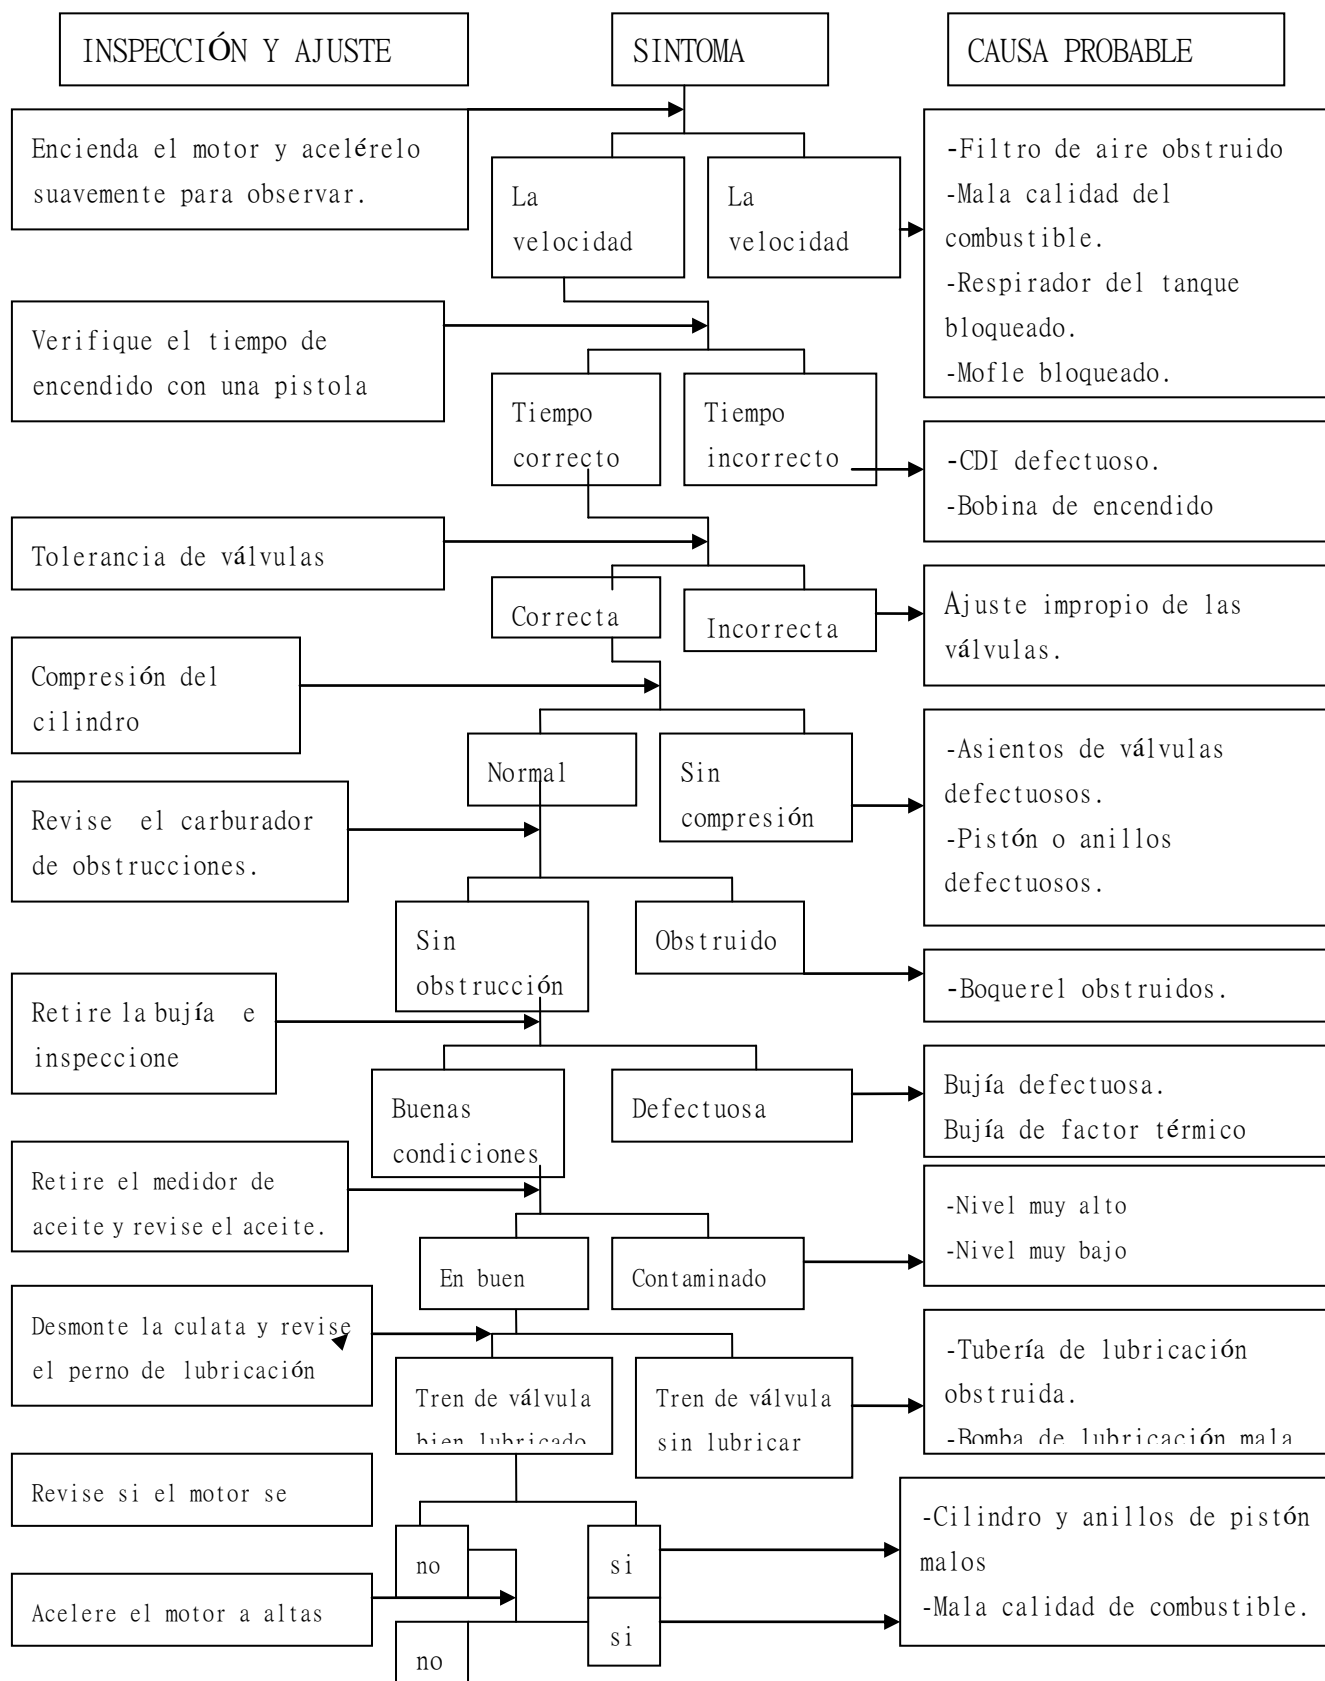 INSPECCIÓN Y AJUSTE
SINTOMA
CAUSA PROBABLE
Encienda el motor y acelérelo
suavemente para observar.
La
velocidad
La
velocidad
-Filtro de aire obstruido
-Mala calidad del
combustible.
-Respirador del tanque
bloqueado.
-Mofle bloqueado.
Verifique el tiempo de
encendido con una pistola
Tiempo
correcto
Tiempo
incorrecto
-CDI defectuoso.
-Bobina de encendido
Tolerancia de válvulas
Correcta
Incorrecta
Ajuste impropio de las
válvulas.
Compresión del
cilindro
Normal
Sin
compresión
-Asientos de válvulas
defectuosos.
-Pistón o anillos
defectuosos.
Revise el carburador
de obstrucciones.
Sin
obstrucción
Obstruido
-Boquerel obstruidos.
Retire la bujía e
inspeccione
Buenas
condiciones
Defectuosa
Bujía defectuosa.
Bujía de factor térmico
Retire el medidor de
aceite y revise el aceite.
En buen
Contaminado
-Nivel muy alto
-Nivel muy bajo
Desmonte la culata y revise
el perno de lubricación
Tren de válvula
bien lubricado
Tren de válvula
sin lubricar
-Tubería de lubricación
obstruida.
-Bomba de lubricación mala
Revise si el motor se
no
si
-Cilindro y anillos de pistón
malos
-Mala calidad de combustible.
Acelere el motor a altas
no
si